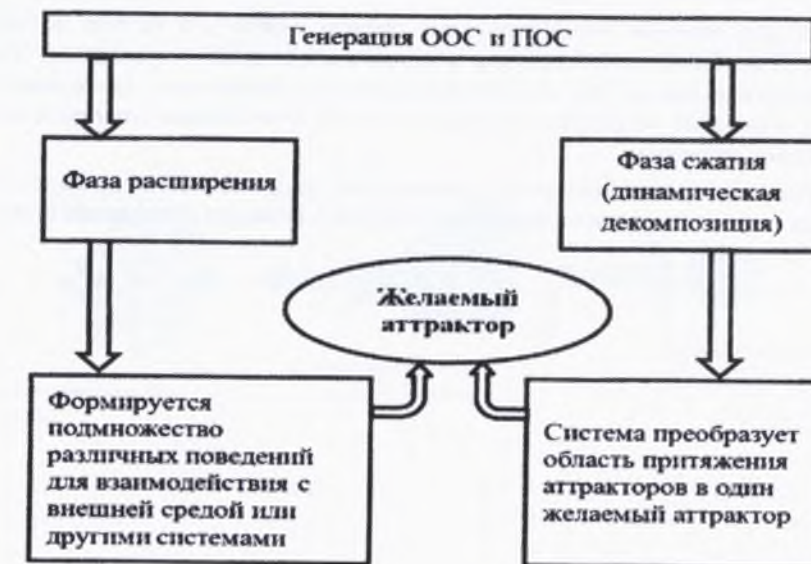 Генерация ООС и ПОС
Фаза расширения
Фаза сжатия
(динамическая
декомпозиция)
Желаемый
аттрактор
Формируется
подмножество
различных поведений
для взаимодействия с
внешней средой или
другими системами
Система преобразует
область притяжения
аттракторов в один
желаемый аттрактор